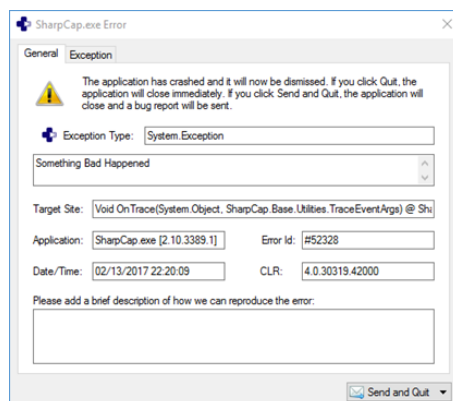 SharpCap.exe Error
General Exception
The application has crashed and it will now be dismissed. If you click Quit, the
application will close immediately. If you click Send and Quit, the application will
close and a bug report will be sent.
Exception Type: System.Exception
Something Bad Happened
Target Site: Void OnTrace(System.Object, SharpCap.Base.Utilities.TraceEventArgs) @ Sha
Application: SharpCap.exe [2.10.3389.1] Error Id: #52328
Date/Time: 02/13/2017 22:20:09 CLR: 4.0.30319.42000
Please add a brief description of how we can reproduce the error:
Send and Quit